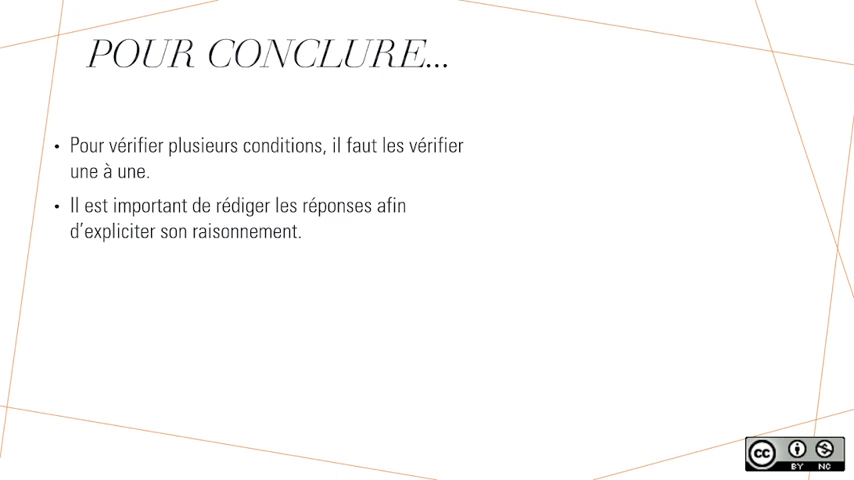 POUR CONCLURE...
• Pour vérifier plusieurs conditions, il faut les vérifier
une à une.
• Il est important de rédiger les réponses afin
d'expliciter son raisonnement.
cc
BY NC